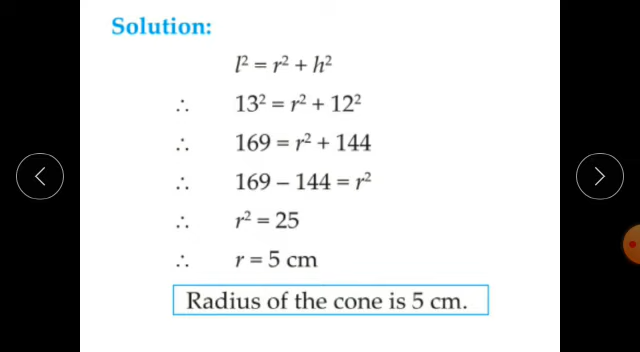 Solution:
l² = r² + h²
∴ 13² = r² + 12²
∴ 169 = r² + 144
∴ 169 – 144 = r²
∴ r² = 25
∴ r = 5 cm
Radius of the cone is 5 cm.